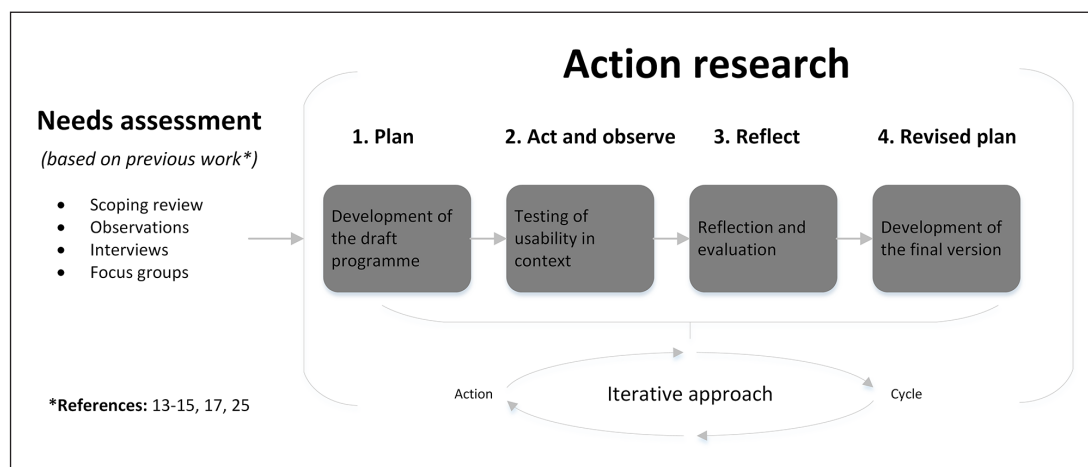 Action research
Needs assessment
(based on previous work*)
• Scoping review
• Observations
• Interviews
• Focus groups
1. Plan
2. Act and observe
3. Reflect
4. Revised plan
Development of
the draft
programme
Testing of
usability in
context
Reflection and
evaluation
Development of
the final version
Action
Iterative approach
Cycle
*References: 13-15, 17, 25